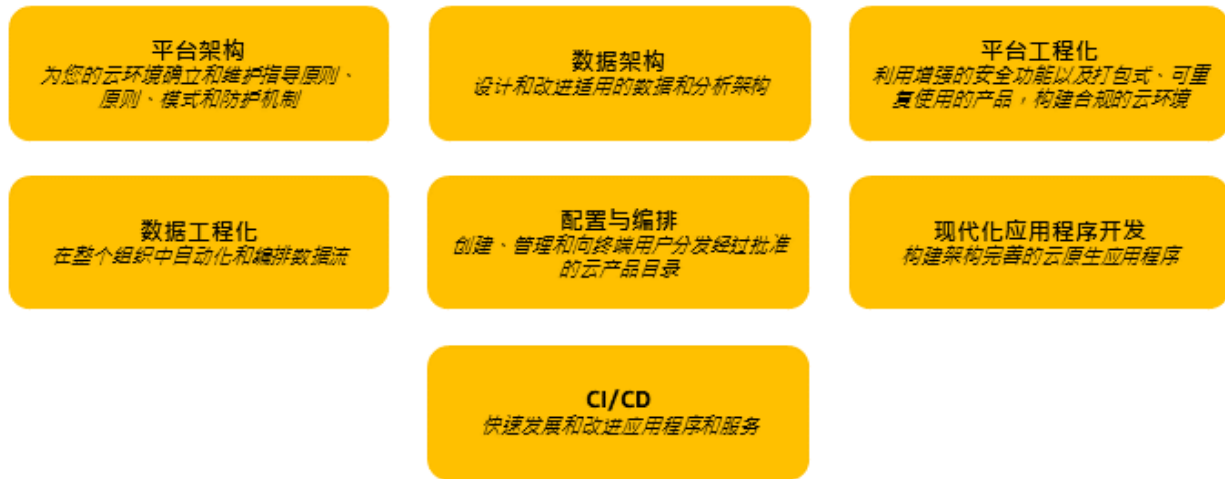 平台架构
为您的云环境确立和维护指导原则、
原则、模式和防护机制
数据架构
设计和改进适用的数据和分析架构
平台工程化
利用增强的安全功能以及打包式、可重
复使用的产品，构建合规的云环境
数据工程化
在整个组织中自动化和编排数据流
配置与编排
创建、管理和向终端用户分发经过批准
的云产品目录
现代化应用程序开发
构建架构完善的云原生应用程序
CI/CD
快速发展和改进应用程序和服务